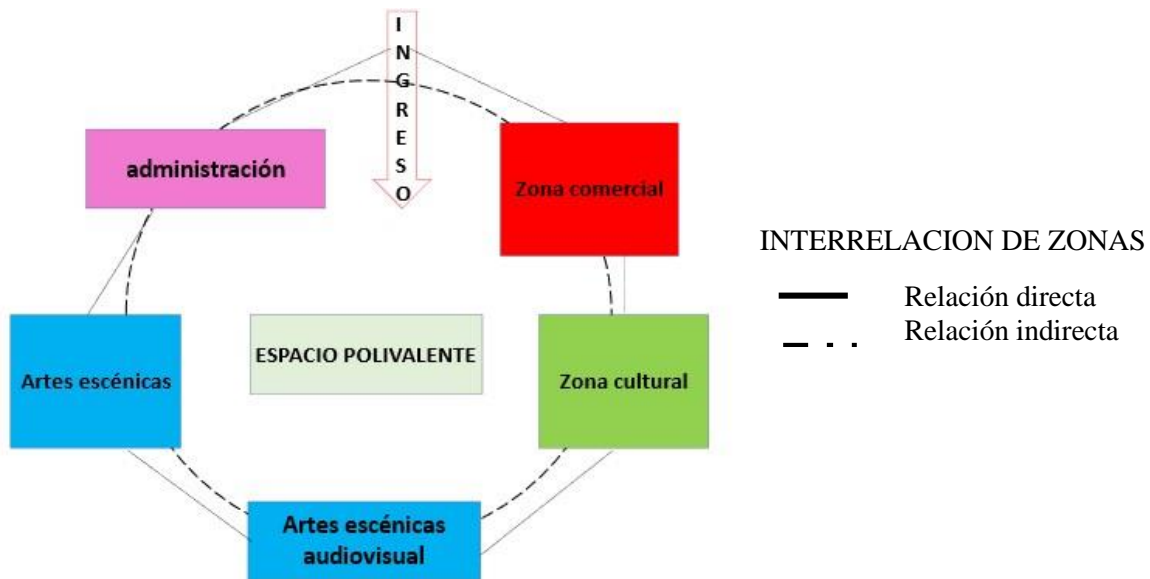 INGRESO
administración
Zona comercial
INTERRELACION DE ZONAS
Relación directa
Relación indirecta
Artes escénicas
ESPACIO POLIVALENTE
Zona cultural
Artes escénicas
audiovisual